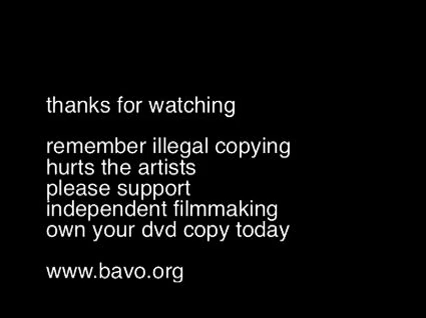 thanks for watching
remember illegal copying
hurts the artists
please support
independent filmmaking
own your dvd copy today
www.bavo.org